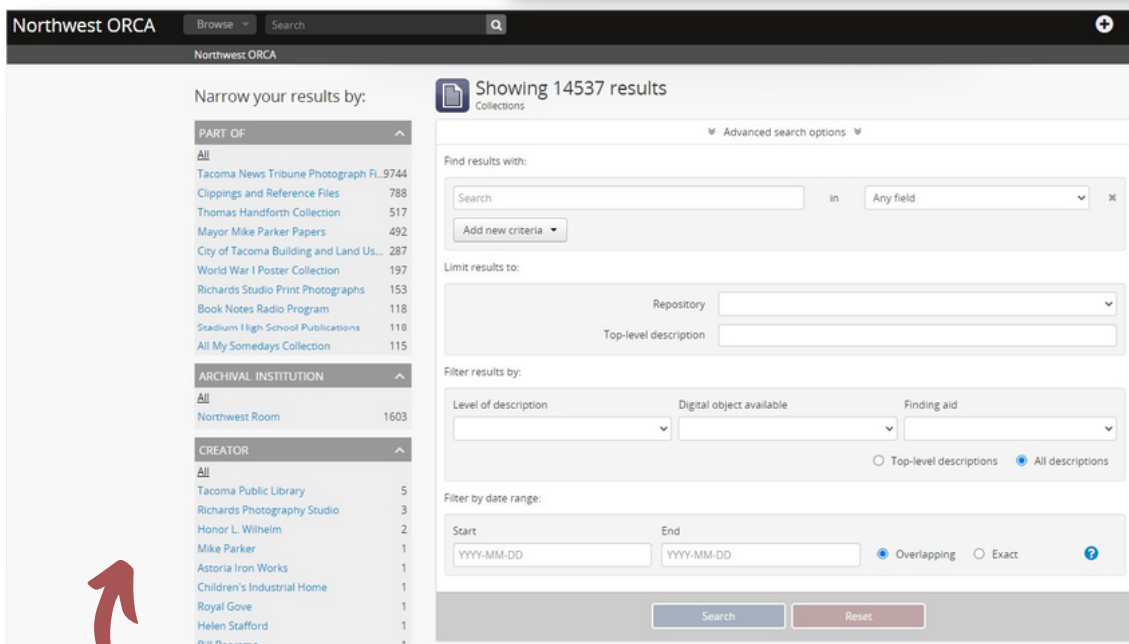 Northwest ORCA
Browse
Search
Northwest ORCA
Narrow your results by:
PART OF
All
Tacoma News Tribune Photograph Fi... 9744
Clippings and Reference Files 788
Thomas Handforth Collection 517
Mayor Mike Parker Papers 492
City of Tacoma Building and Land Us... 287
World War I Poster Collection 197
Richards Studio Print Photographs 153
Book Notes Radio Program 118
Stadium High School Publications 118
All My Somedays Collection 115
ARCHIVAL INSTITUTION
All
Northwest Room 1603
CREATOR
All
Tacoma Public Library 5
Richards Photography Studio 3
Honor L. Wilhelm 2
Mike Parker 1
Astoria Iron Works 1
Children's Industrial Home 1
Royal Gove 1
Helen Stafford 1
Showing 14537 results
Collections
Advanced search options
Find results with:
Search in Any field
Add new criteria
Limit results to:
Repository
Top-level description
Filter results by:
Level of description Digital object available Finding aid
Top-level descriptions All descriptions
Filter by date range:
Start End
YYYY-MM-DD YYYY-MM-DD Overlapping Exact ?
Search Reset